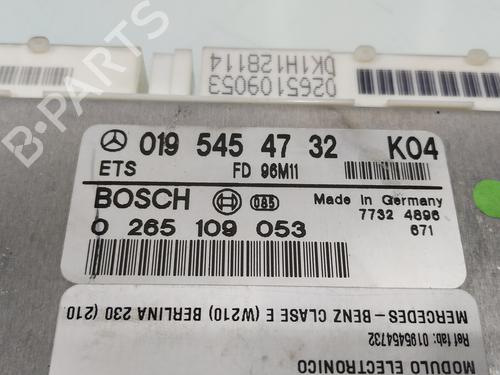 B-PARTS
0265109053
DK1H128114
019 545 47 32 K04
ETS FD 96M11
BOSCH 085 Made in Germany
0 265 109 053 7732 4896
671
MERCEDES-BENZ CLASE E (W210) BERLINA 230 (210
Ref fab: 0195454732
MODULO ELECTRONICO